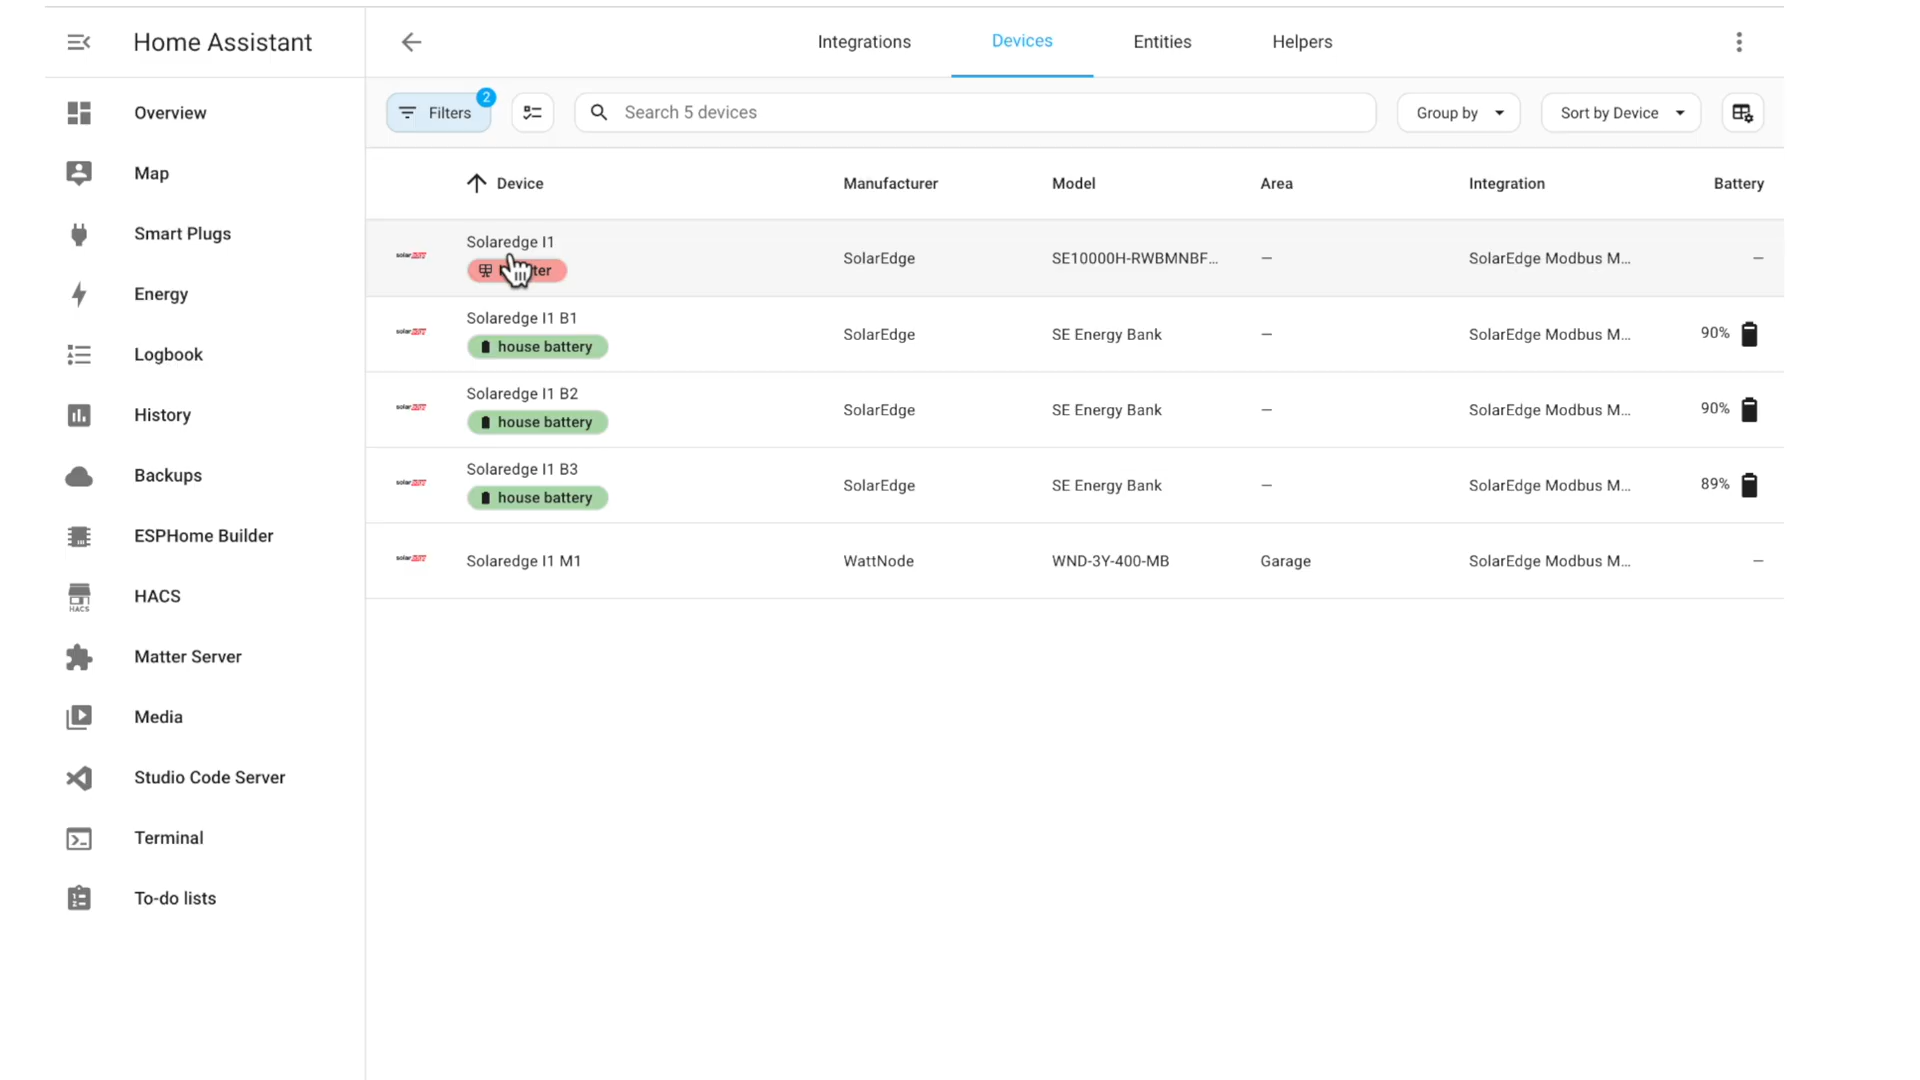 Home Assistant
Integrations
Devices
Entities
Helpers
Overview
Map
Smart Plugs
Energy
Logbook
History
Backups
ESPHome Builder
HACS
HACS
Matter Server
Media
Studio Code Server
Terminal
To-do lists
Filters
2
Search 5 devices
Group by
Sort by Device
Device Manufacturer Model Area Integration Battery
Solaredge I1
SolarEdge SE10000H-RWBMNBF... – SolarEdge Modbus M... –
Solaredge I1 B1
house battery
SolarEdge SE Energy Bank – SolarEdge Modbus M... 90%
Solaredge I1 B2
house battery
SolarEdge SE Energy Bank – SolarEdge Modbus M... 90%
Solaredge I1 B3
house battery
SolarEdge SE Energy Bank – SolarEdge Modbus M... 89%
Solaredge I1 M1 WattNode WND-3Y-400-MB Garage SolarEdge Modbus M... –